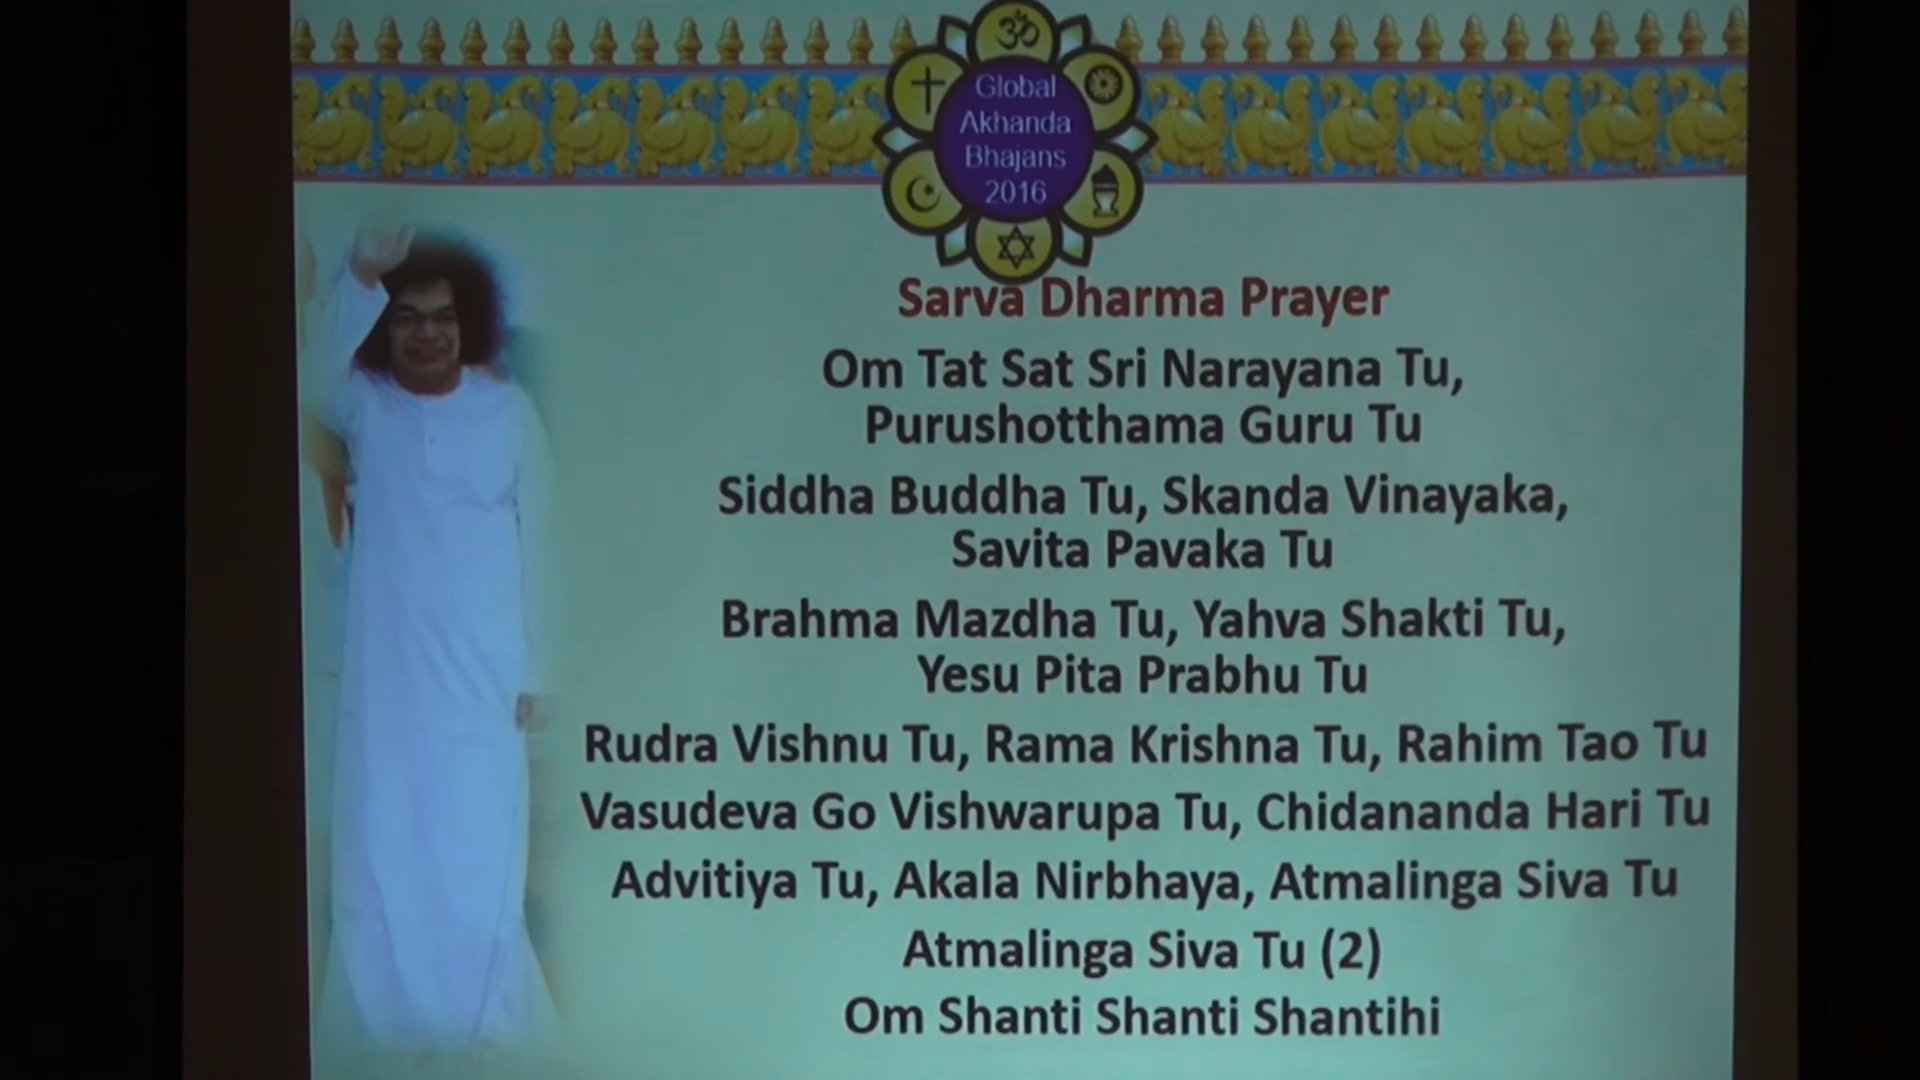 ॐ
Global
Akhanda
Bhajans
2016
Sarva Dharma Prayer
Om Tat Sat Sri Narayana Tu,
Purushotthama Guru Tu
Siddha Buddha Tu, Skanda Vinayaka,
Savita Pavaka Tu
Brahma Mazdha Tu, Yahva Shakti Tu,
Yesu Pita Prabhu Tu
Rudra Vishnu Tu, Rama Krishna Tu, Rahim Tao Tu
Vasudeva Go Vishwarupa Tu, Chidananda Hari Tu
Advitiya Tu, Akala Nirbhaya, Atmalinga Siva Tu
Atmalinga Siva Tu (2)
Om Shanti Shanti Shantihi